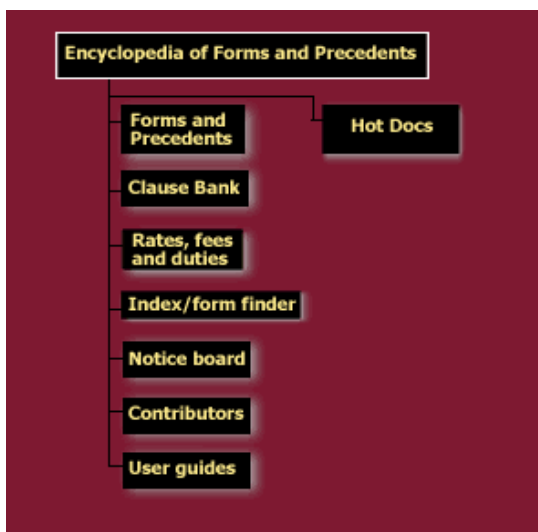 Encyclopedia of Forms and Precedents
Forms and
Precedents
Hot Docs
Clause Bank
Rates, fees
and duties
Index/form finder
Notice board
Contributors
User guides